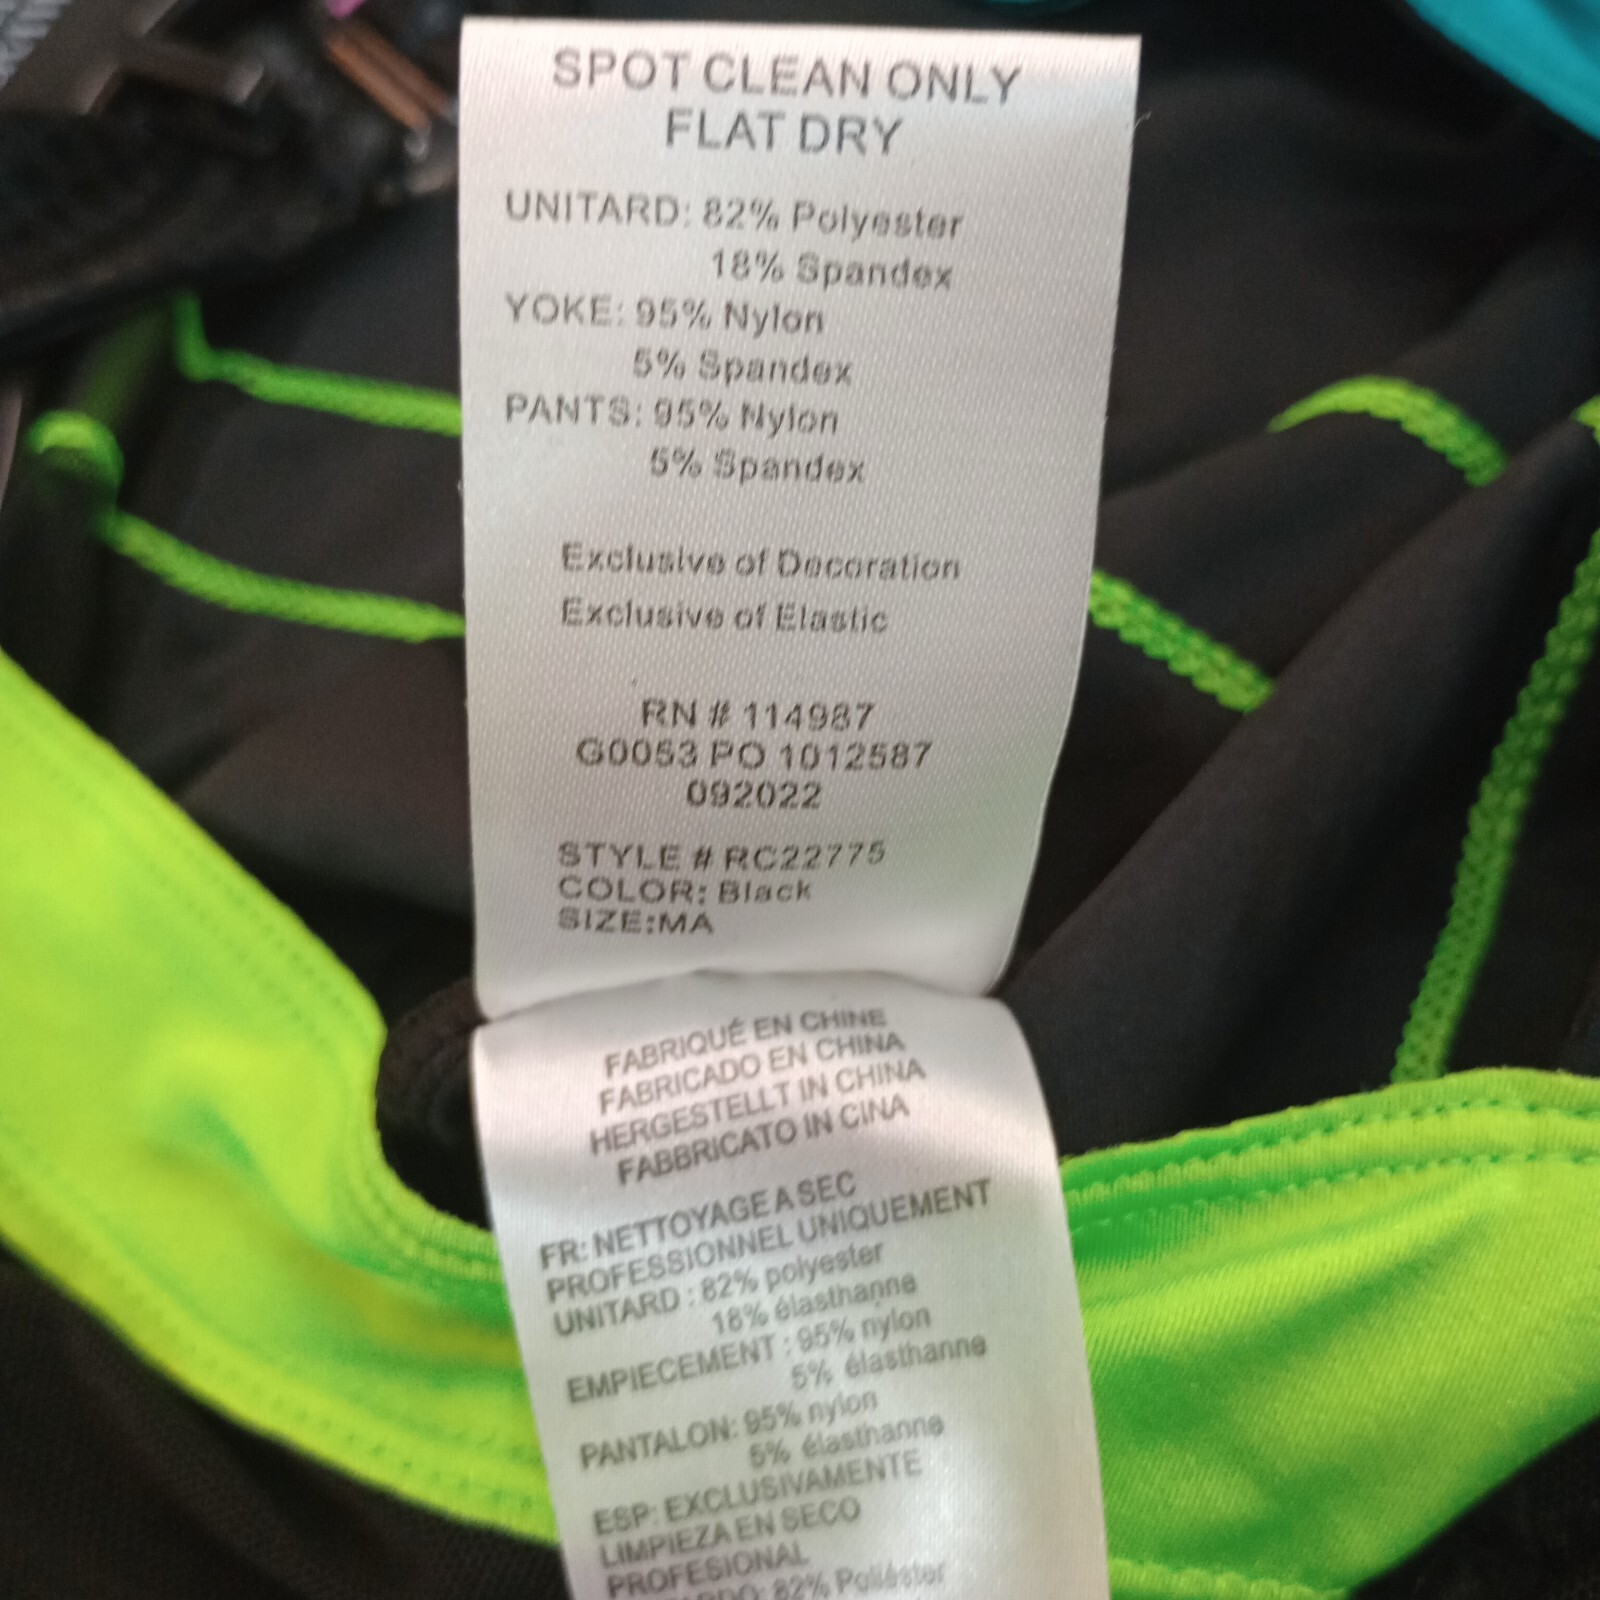 SPOT CLEAN ONLY
FLAT DRY
UNITARD: 82% Polyester
18% Spandex
YOKE: 95% Nylon
5% Spandex
PANTS: 95% Nylon
5% Spandex
Exclusive of Decoration
Exclusive of Elastic
RN # 114987
G0053 PO 1012587
092022
STYLE # RC22775
COLOR: Black
SIZE:MA
FABRIQUÉ EN CHINE
FABRICADO EN CHINA
HERGESTELLT IN CHINA
FABBRICATO IN CINA
FR: NETTOYAGE A SEC
PROFESSIONNEL UNIQUEMENT
UNITARD : 82% polyester
18% élasthanne
EMPIECEMENT : 95% nylon
5% élasthanne
PANTALON: 95% nylon
5% élasthanne
ESP: EXCLUSIVAMENTE
LIMPIEZA EN SECO
PROFESIONAL
82% Poliéster